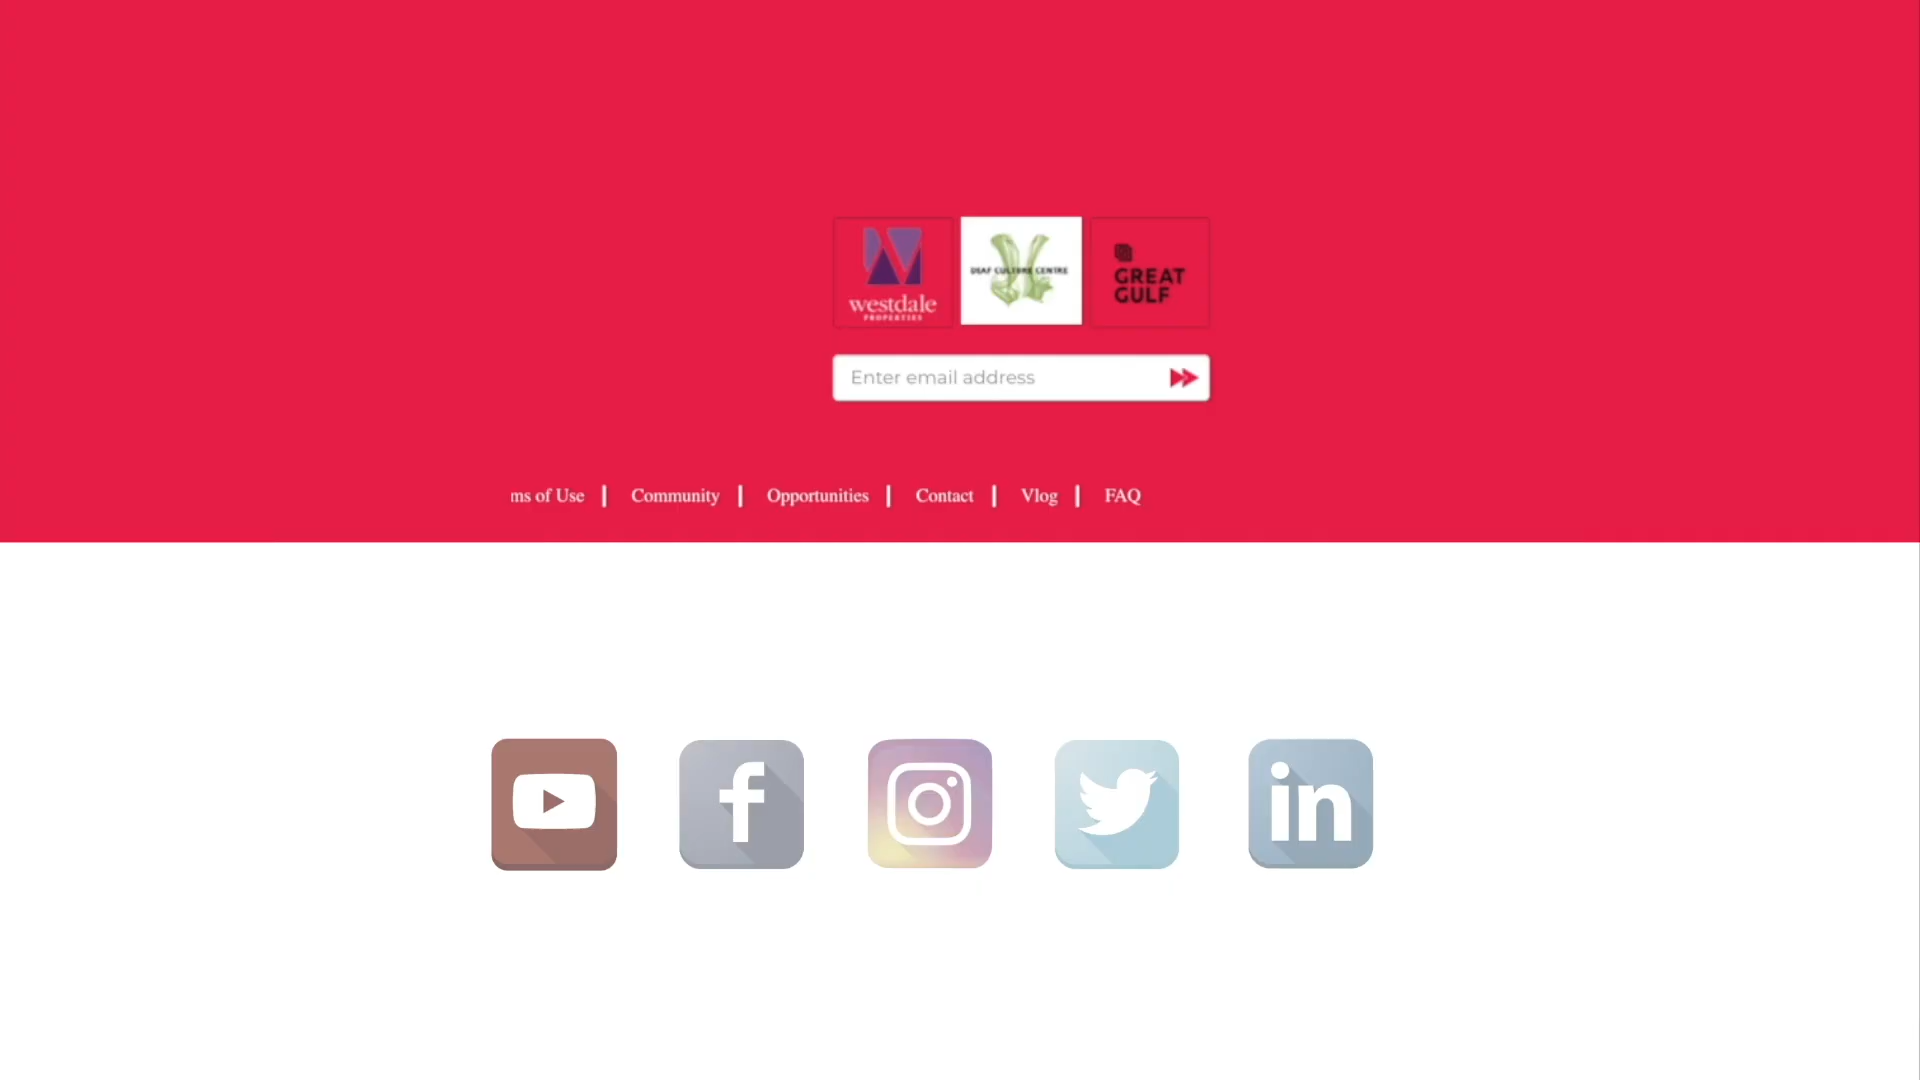 westdale
PROPERTIES
DEAF CULTURE CENTRE
GREAT
GULF
Enter email address
ms of Use | Community | Opportunities | Contact | Vlog | FAQ
f
in